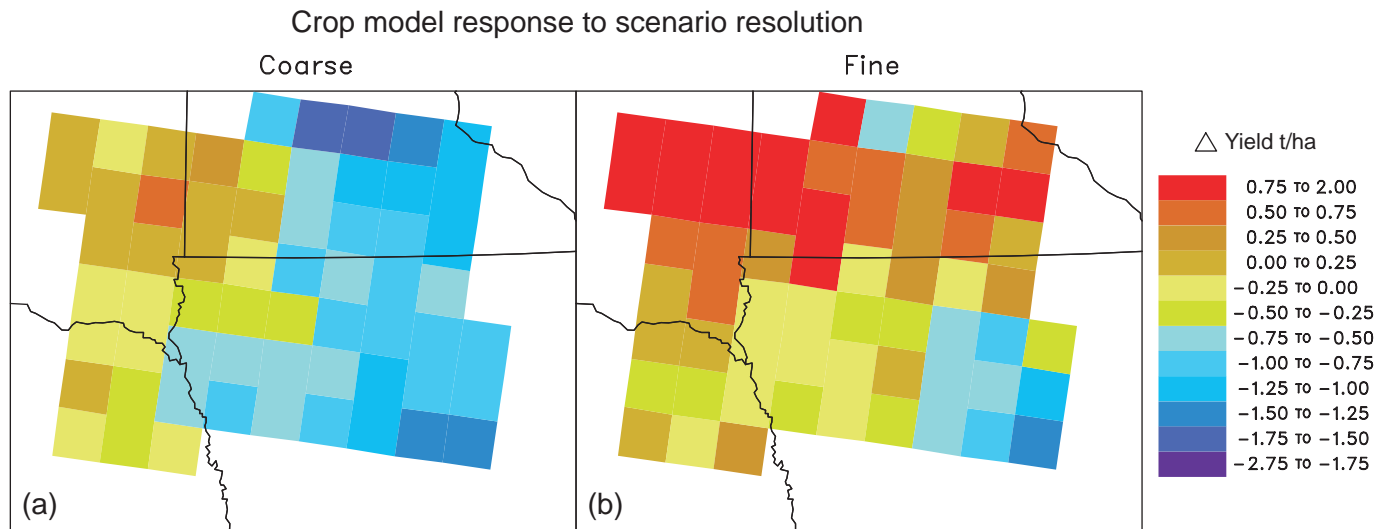 Crop model response to scenario resolution
Coarse
Fine
△ Yield t/ha
0.75 TO 2.00
0.50 TO 0.75
0.25 TO 0.50
0.00 TO 0.25
−0.25 TO 0.00
−0.50 TO −0.25
−0.75 TO −0.50
−1.00 TO −0.75
−1.25 TO −1.00
−1.50 TO −1.25
−1.75 TO −1.50
−2.75 TO −1.75
(a)
(b)